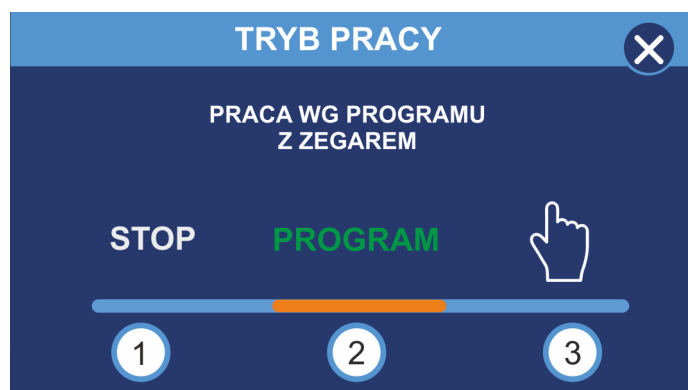 TRYB PRACY
PRACA WG PROGRAMU
Z ZEGAREM
STOP PROGRAM
1 2 3